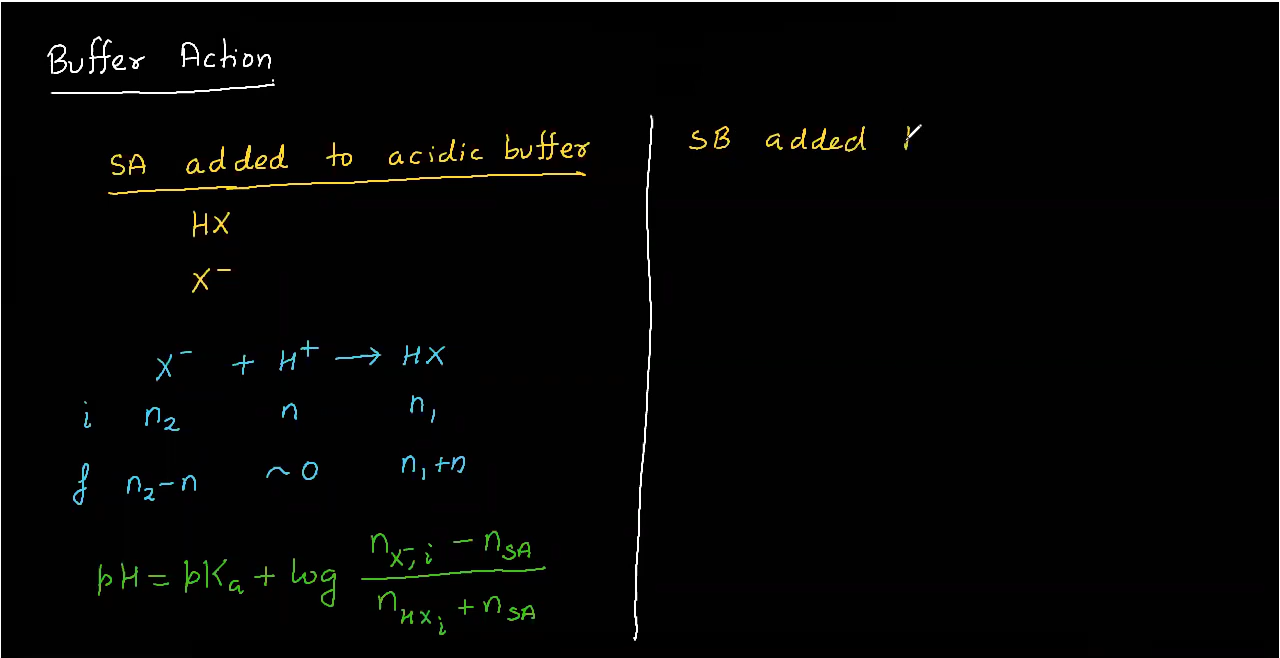 Buffer Action
SA added to acidic buffer
HX
X⁻
X⁻ + H⁺ → HX
i n₂ n n₁
f n₂-n ~0 n₁+n
pH = pKₐ + log (n_X⁻,i - n_SA) / (n_HXi + n_SA)
SB added